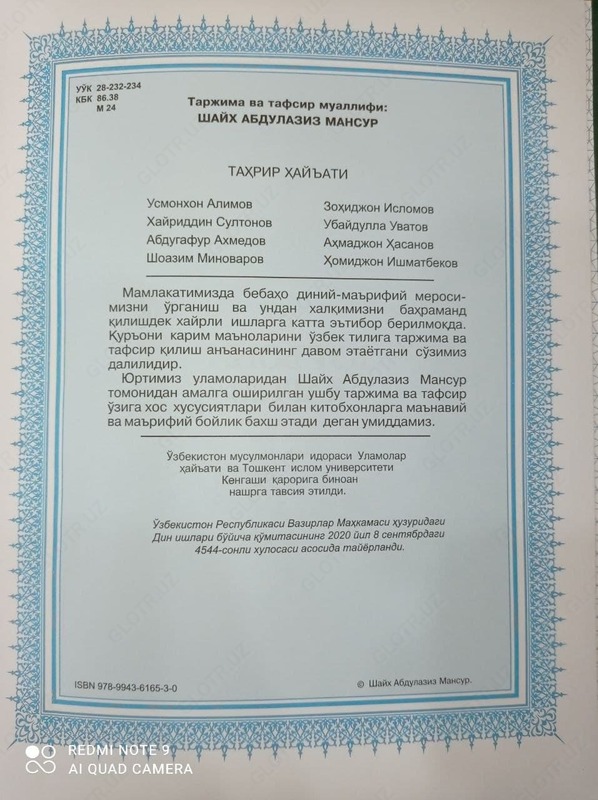 УЎК 28-232-234
КБК 86.38
М 24
Таржима ва тафсир муаллифи:
ШАЙХ АБДУЛАЗИЗ МАНСУР
ТАҲРИР ҲАЙЪАТИ
Усмонхон Алимов
Зоҳиджон Исломов
Хайриддин Султонов
Убайдулла Уватов
Абдугафур Ахмедов
Аҳмаджон Ҳасанов
Шоазим Миноваров
Ҳомиджон Ишматбеков
Мамлакатимизда бебаҳо диний-маърифий мероси-
мизни ўрганиш ва ундан халқимизни баҳраманд
қилишдек хайрли ишларга катта эътибор берилмоқда.
Қуръони карим маъноларини ўзбек тилига таржима ва
тафсир қилиш анъанасининг давом этаётгани сўзимиз
далилидир.
Юртимиз уламоларидан Шайх Абдулазиз Мансур
томонидан амалга оширилган ушбу таржима ва тафсир
ўзига хос хусусиятлари билан китобхонларга маънавий
ва маърифий бойлик бахш этади деган умиддамиз.
Ўзбекистон мусулмонлари идораси Уламолар
ҳайъати ва Тошкент ислом университети
Кенгаши қарорига биноан
нашрга тавсия этилди.
Ўзбекистон Республикаси Вазирлар Маҳкамаси ҳузуридаги
Дин ишлари бўйича қўмитасининг 2020 йил 8 сентябрдаги
4544-сонли хулосаси асосида тайёрланди.
ISBN 978-9943-6165-3-0
© Шайх Абдулазиз Мансур.
REDMI NOTE 9
AI QUAD CAMERA
GLOTR.UZ